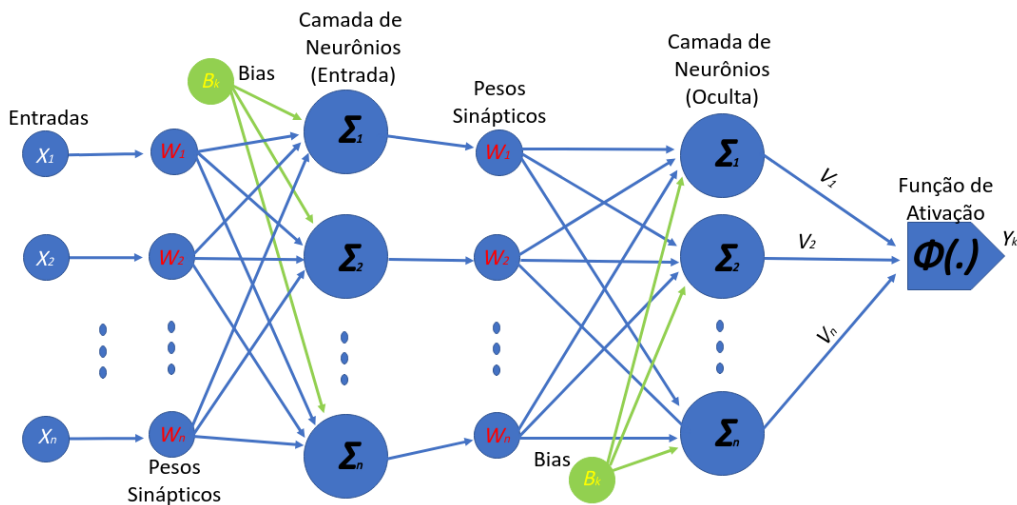 Camada de
Neurônios
(Entrada)
Camada de
Neurônios
(Oculta)
Bias
Bₖ
Pesos
Sinápticos
Entradas
X₁
W₁
Σ₁
W₁
Σ₁
V₁
Função de
Ativação
X₂
W₂
Σ₂
W₂
Σ₂
V₂
Φ(.)
Yₖ
Xₙ
Wₙ
Σₙ
Wₙ
Σₙ
Vₙ
Pesos
Sinápticos
Bias
Bₖ